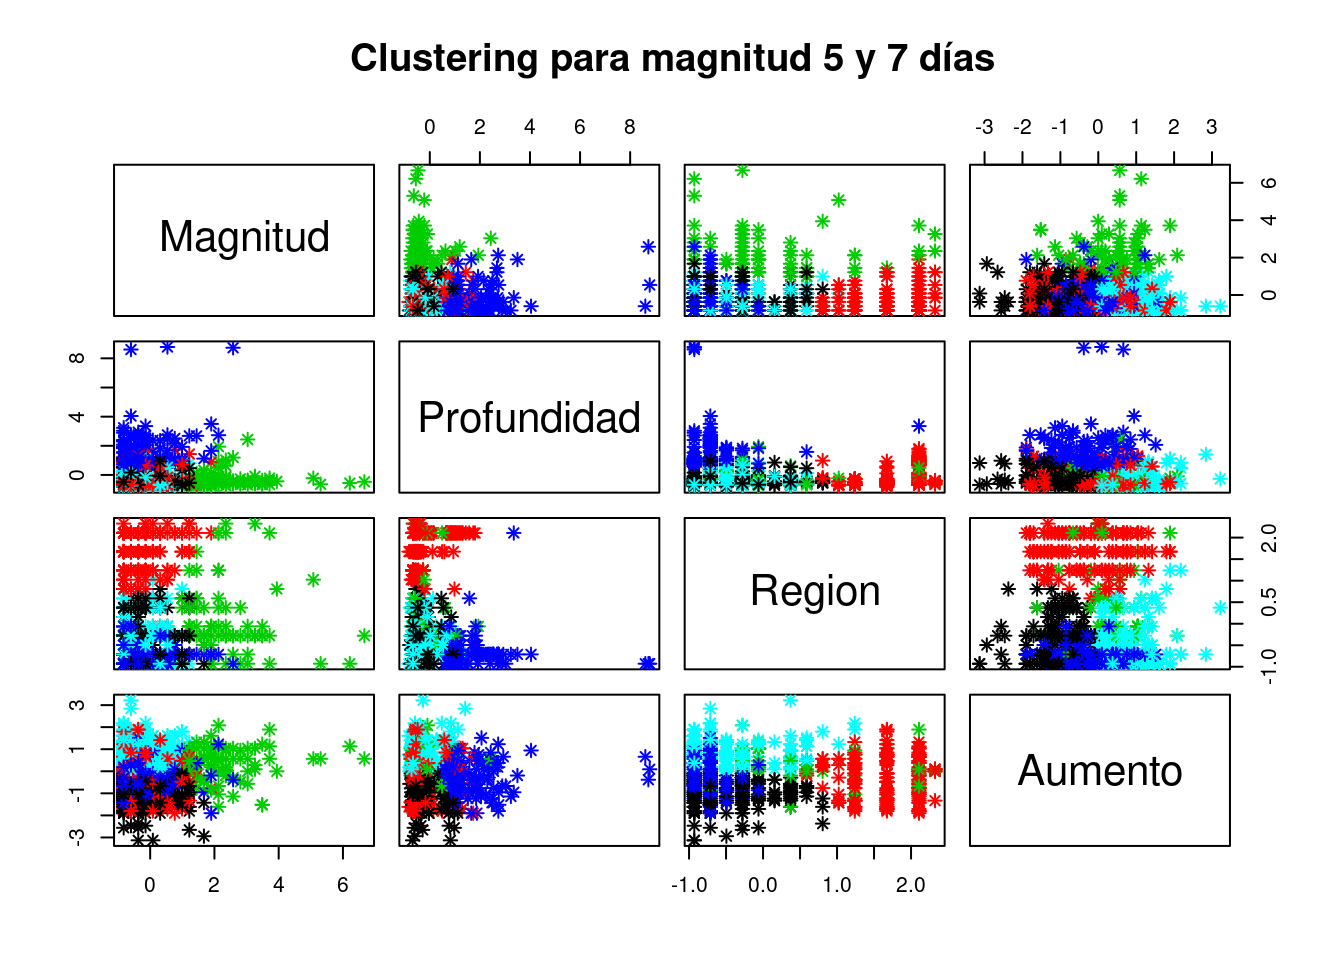 Clustering para magnitud 5 y 7 días
0 2 4 6 8
-3 -2 -1 0 1 2 3
Magnitud
0 2 4 6
0 4 8
Profundidad
Region
-1.0 0.5 2.0
-3 -1 1 3
Aumento
0 2 4 6
-1.0 0.0 1.0 2.0